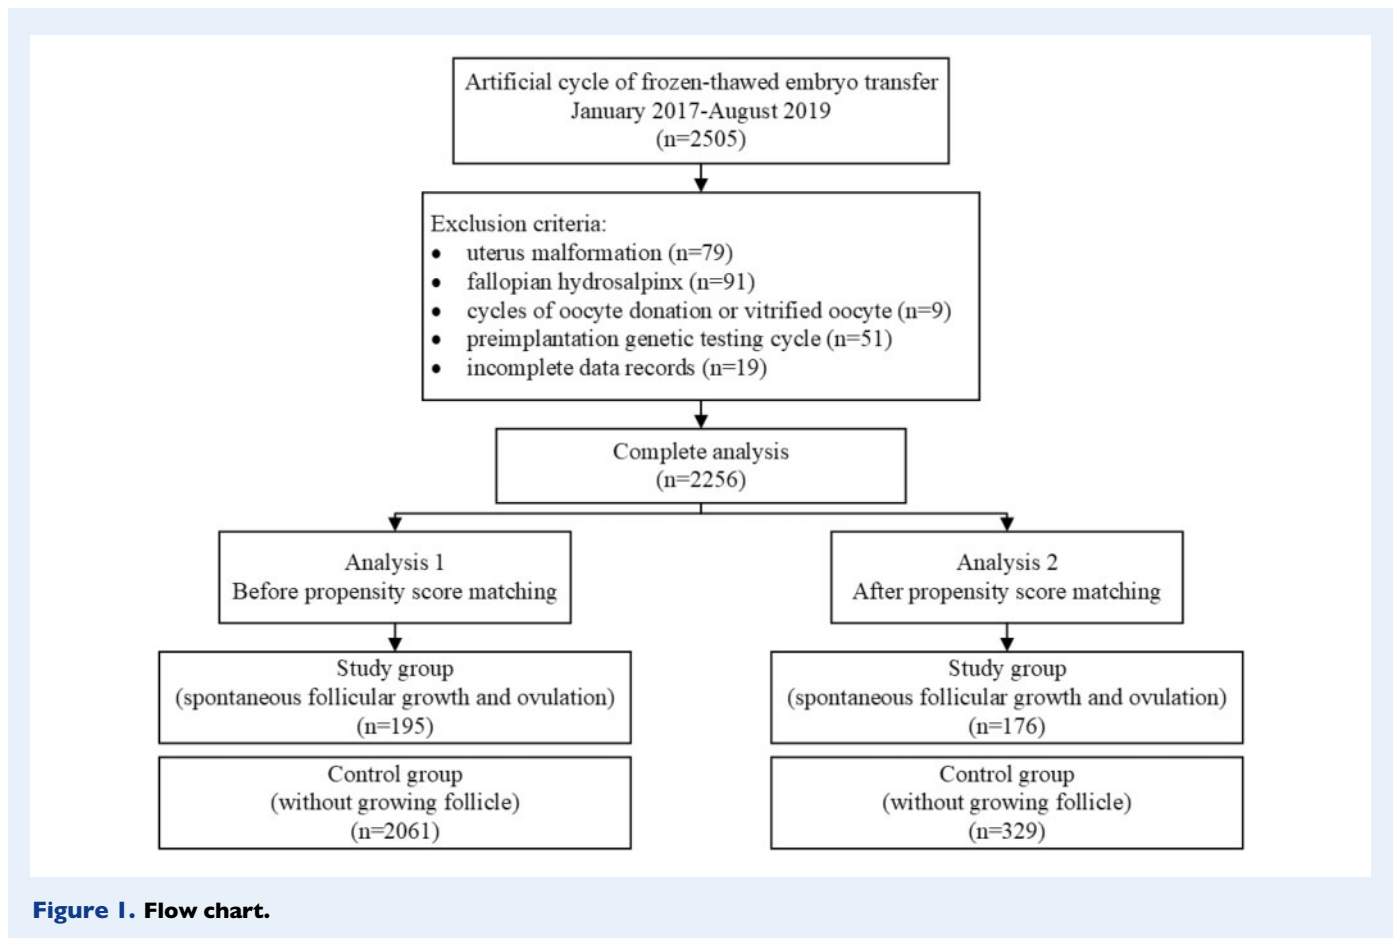 Artificial cycle of frozen-thawed embryo transfer
January 2017-August 2019
(n=2505)
Exclusion criteria:
• uterus malformation (n=79)
• fallopian hydrosalpinx (n=91)
• cycles of oocyte donation or vitrified oocyte (n=9)
• preimplantation genetic testing cycle (n=51)
• incomplete data records (n=19)
Complete analysis
(n=2256)
Analysis 1
Before propensity score matching
Study group
(spontaneous follicular growth and ovulation)
(n=195)
Control group
(without growing follicle)
(n=2061)
Analysis 2
After propensity score matching
Study group
(spontaneous follicular growth and ovulation)
(n=176)
Control group
(without growing follicle)
(n=329)
Figure 1. Flow chart.